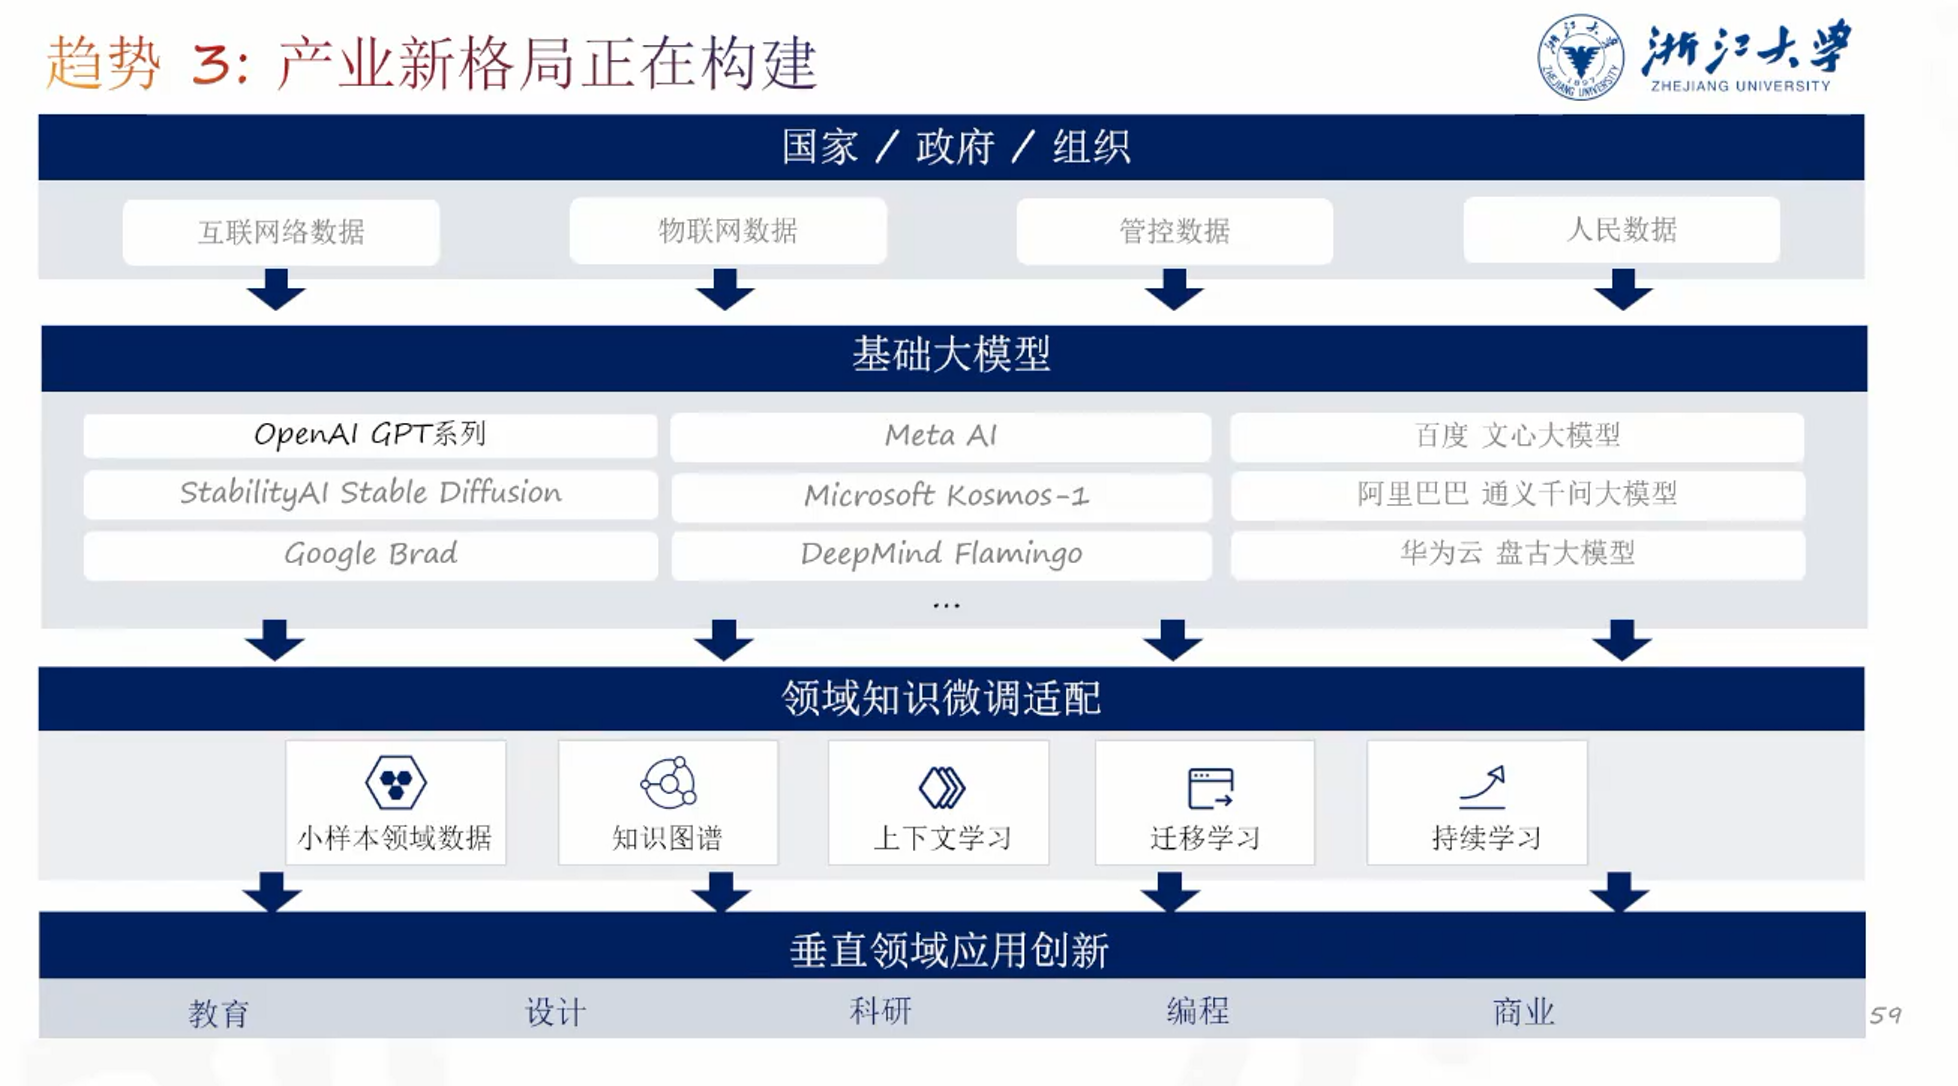 趋势 3: 产业新格局正在构建
浙江大学
ZHEJIANG UNIVERSITY
浙江大学
1897
ZHEJIANG UNIVERSITY
国家 / 政府 / 组织
互联网络数据
物联网数据
管控数据
人民数据
基础大模型
OpenAI GPT系列
Meta AI
百度 文心大模型
StabilityAI Stable Diffusion
Microsoft Kosmos-1
阿里巴巴 通义千问大模型
Google Brad
DeepMind Flamingo
华为云 盘古大模型
...
领域知识微调适配
小样本领域数据
知识图谱
上下文学习
迁移学习
持续学习
垂直领域应用创新
教育
设计
科研
编程
商业
59